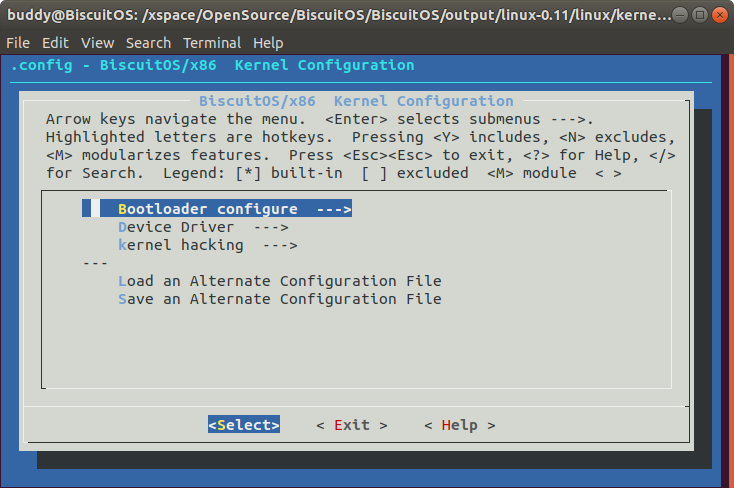 buddy@BiscuitOS: /xspace/OpenSource/BiscuitOS/BiscuitOS/output/linux-0.11/linux/kerne...
File Edit View Search Terminal Help
.config - BiscuitOS/x86 Kernel Configuration
BiscuitOS/x86 Kernel Configuration
Arrow keys navigate the menu. <Enter> selects submenus --->.
Highlighted letters are hotkeys. Pressing <Y> includes, <N> excludes,
<M> modularizes features. Press <Esc><Esc> to exit, <?> for Help, </>
for Search. Legend: [*] built-in [ ] excluded <M> module < >
Bootloader configure --->
Device Driver --->
kernel hacking --->
---
Load an Alternate Configuration File
Save an Alternate Configuration File
<Select> < Exit > < Help >